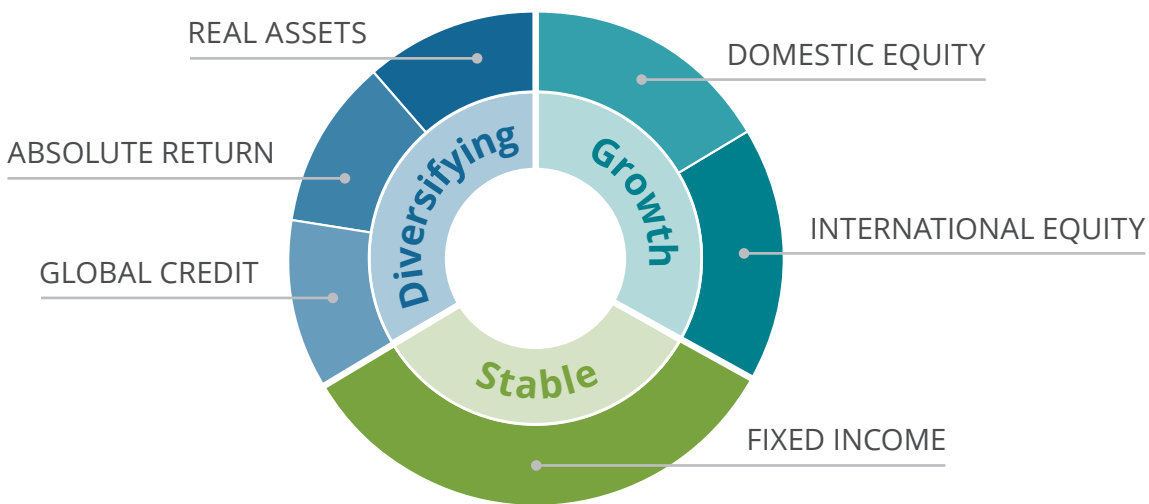 REAL ASSETS
DOMESTIC EQUITY
ABSOLUTE RETURN
Diversifying
Growth
INTERNATIONAL EQUITY
GLOBAL CREDIT
Stable
FIXED INCOME